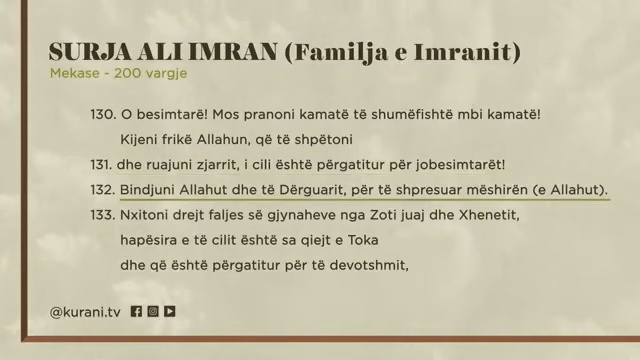 SURJA ALI IMRAN (Familja e Imranit)
Mekase - 200 vargje
130. O besimtarë! Mos pranoni kamatë të shumëfishtë mbi kamatë!
Kijeni frikë Allahun, që të shpëtoni
131. dhe ruajuni zjarrit, i cili është përgatitur për jobesimtarët!
132. Bindjuni Allahut dhe të Dërguarit, për të shpresuar mëshirën (e Allahut).
133. Nxitoni drejt faljes së gjynaheve nga Zoti juaj dhe Xhenetit,
hapësira e të cilit është sa qiejt e Toka
dhe që është përgatitur për të devotshmit,
@kurani.tv